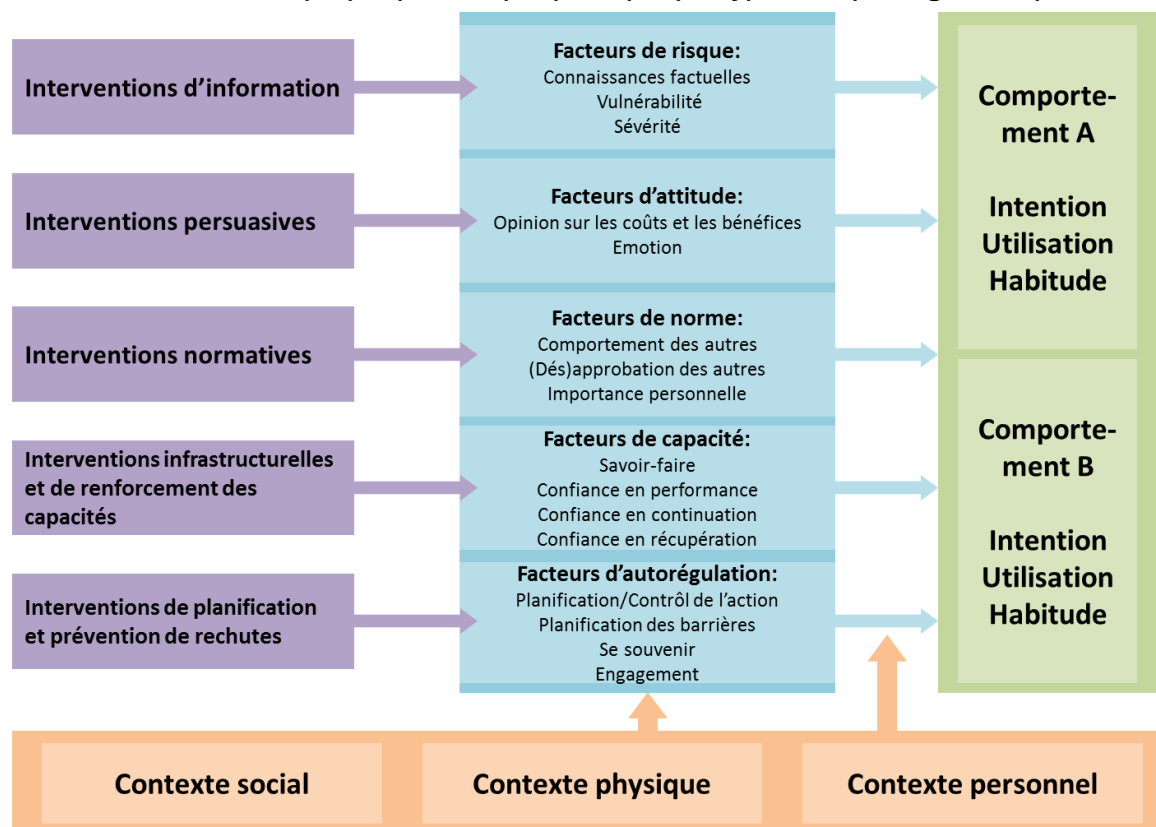 Interventions d'information
Facteurs de risque:
Connaissances factuelles
Vulnérabilité
Sévérité
Interventions persuasives
Facteurs d'attitude:
Opinion sur les coûts et les bénéfices
Emotion
Interventions normatives
Facteurs de norme:
Comportement des autres
(Dés)approbation des autres
Importance personnelle
Interventions infrastructurelles
et de renforcement des
capacités
Facteurs de capacité:
Savoir-faire
Confiance en performance
Confiance en continuation
Confiance en récupération
Interventions de planification
et prévention de rechutes
Facteurs d'autorégulation:
Planification/Contrôl de l'action
Planification des barrières
Se souvenir
Engagement
Comporte-
ment A
Intention
Utilisation
Habitude
Comporte-
ment B
Intention
Utilisation
Habitude
Contexte social
Contexte physique
Contexte personnel